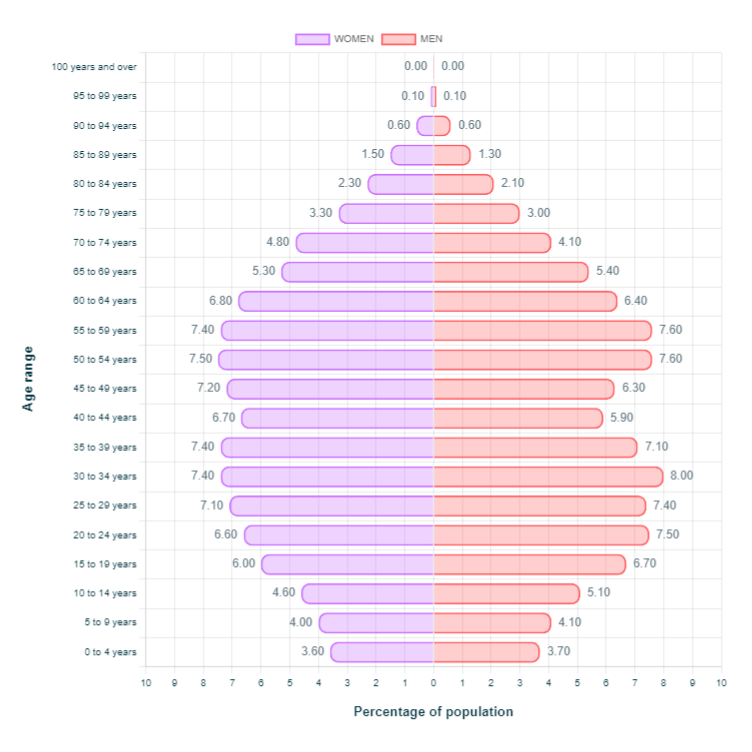 WOMEN MEN
100 years and over 0.00 0.00
95 to 99 years 0.10 0.10
90 to 94 years 0.60 0.60
85 to 89 years 1.50 1.30
80 to 84 years 2.30 2.10
75 to 79 years 3.30 3.00
70 to 74 years 4.80 4.10
65 to 69 years 5.30 5.40
60 to 64 years 6.80 6.40
55 to 59 years 7.40 7.60
50 to 54 years 7.50 7.60
45 to 49 years 7.20 6.30
40 to 44 years 6.70 5.90
35 to 39 years 7.40 7.10
30 to 34 years 7.40 8.00
25 to 29 years 7.10 7.40
20 to 24 years 6.60 7.50
15 to 19 years 6.00 6.70
10 to 14 years 4.60 5.10
5 to 9 years 4.00 4.10
0 to 4 years 3.60 3.70
Age range
10 9 8 7 6 5 4 3 2 1 0 1 2 3 4 5 6 7 8 9 10
Percentage of population